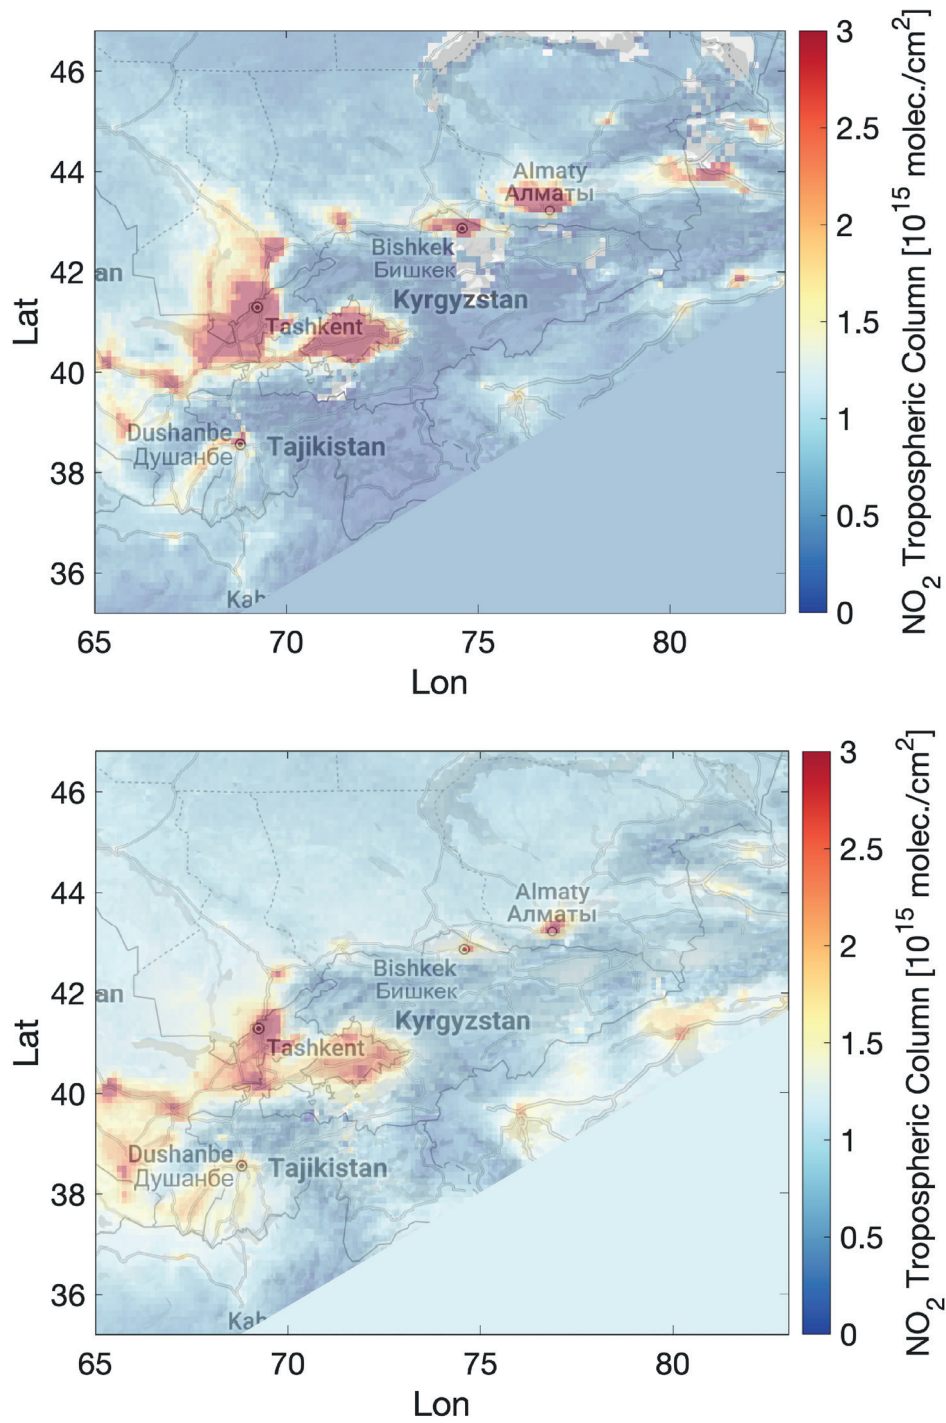 46
44
42
40
38
36
Lat
65
70
75
80
Lon
Almaty
Алматы
Bishkek
Бишкек
Kyrgyzstan
an
Tashkent
Dushanbe
Душанбе
Tajikistan
Kab
3
2.5
2
1.5
1
0.5
0
NO2 Tropospheric Column [10^15 molec./cm^2]
46
44
42
40
38
36
Lat
65
70
75
80
Lon
Almaty
Алматы
Bishkek
Бишкек
an
Kyrgyzstan
Tashkent
Dushanbe
Душанбе
Tajikistan
Kab
3
2.5
2
1.5
1
0.5
0
NO2 Tropospheric Column [10^15 molec./cm^2]